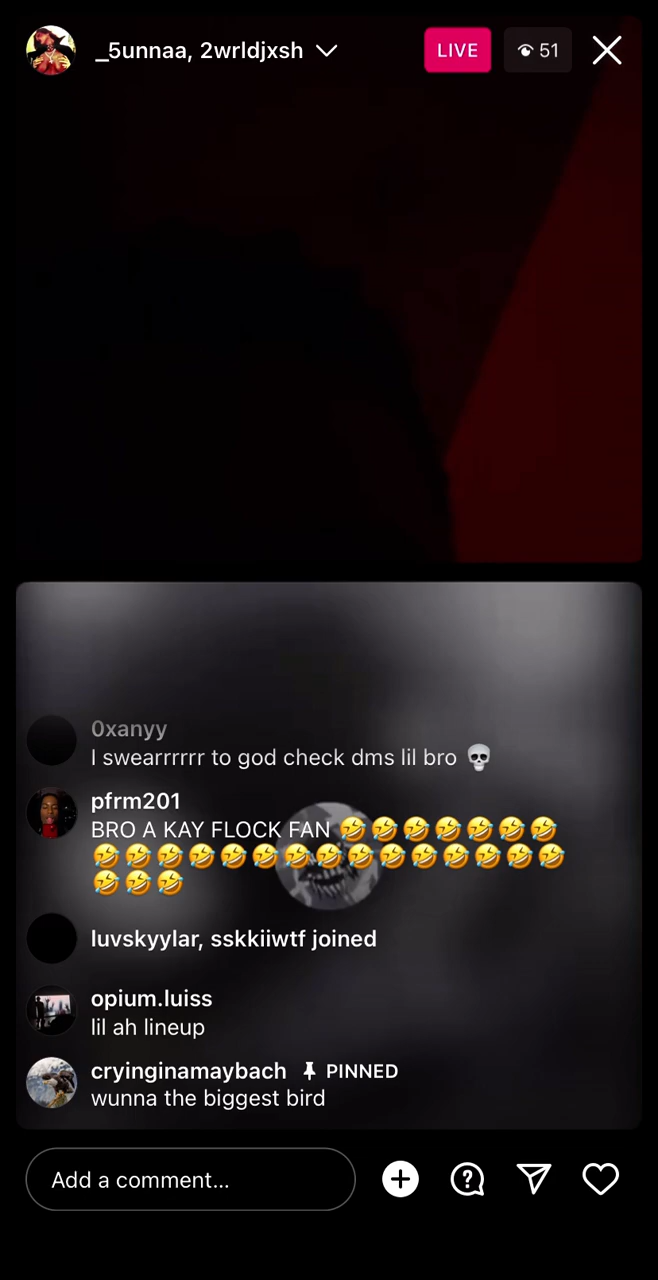 _5unnaa, 2wrldjxsh
LIVE
51
0xanyy
I swearrrrrr to god check dms lil bro 💀
pfrm201
BRO A KAY FLOCK FAN 🤣🤣🤣🤣🤣🤣🤣
🤣🤣🤣🤣🤣🤣🤣🤣🤣🤣🤣🤣🤣🤣🤣
🤣🤣🤣
luvskyylar, sskkiiwtf joined
opium.luiss
lil ah lineup
cryinginamaybach 📌 PINNED
wunna the biggest bird
Add a comment...